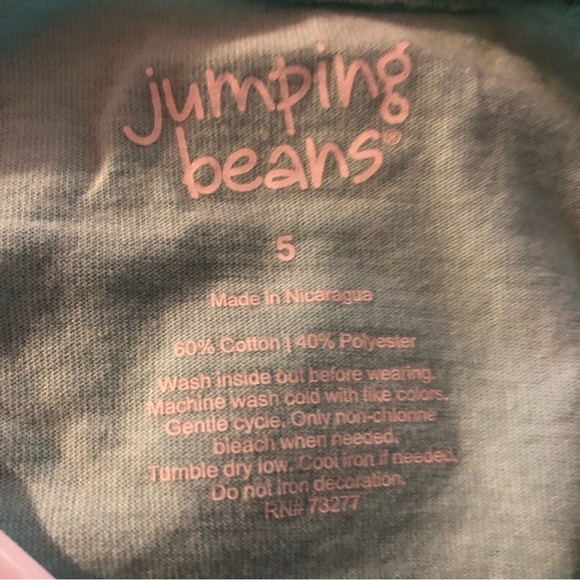 jumping
beans®
5
Made in Nicaragua
60% Cotton | 40% Polyester
Wash inside out before wearing.
Machine wash cold with like colors.
Gentle cycle. Only non-chlorine
bleach when needed.
Tumble dry low. Cool iron if needed.
Do not iron decoration.
RN# 73277